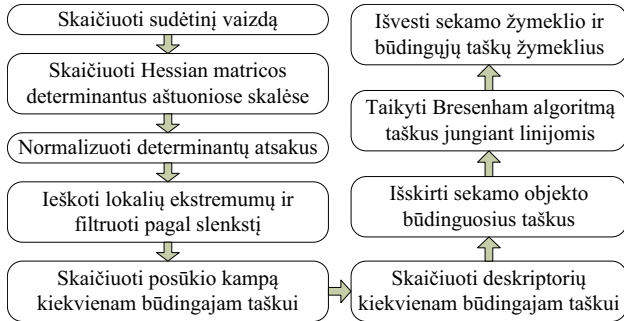 Skaičiuoti sudėtinį vaizdą
Skaičiuoti Hessian matricos
determinantus aštuoniose skalėse
Normalizuoti determinantų atsakus
Ieškoti lokalių ekstremumų ir
filtruoti pagal slenkstį
Skaičiuoti posūkio kampą
kiekvienam būdingajam taškui
Skaičiuoti deskriptorių
kiekvienam būdingajam taškui
Išskirti sekamo objekto
būdinguosius taškus
Taikyti Bresenham algoritmą
taškus jungiant linijomis
Išvesti sekamo žymeklio ir
būdingųjų taškų žymeklius